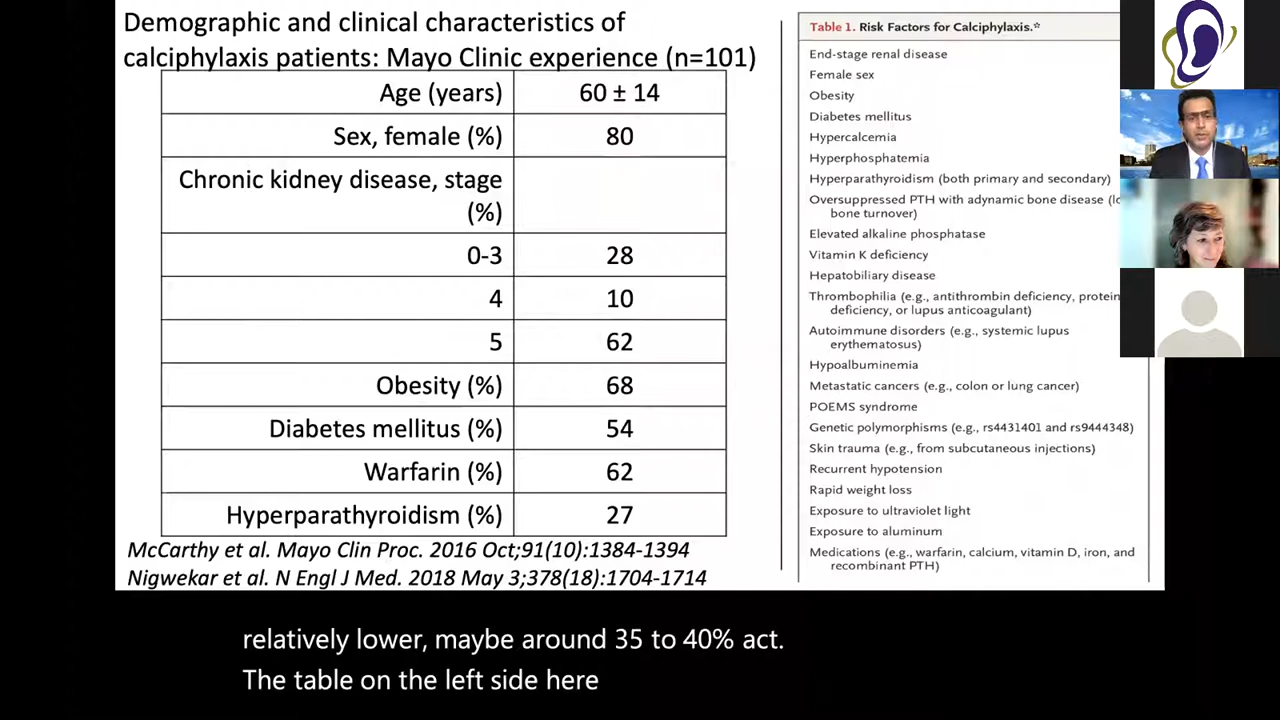 Demographic and clinical characteristics of
calciphylaxis patients: Mayo Clinic experience (n=101)
Age (years) 60 ± 14
Sex, female (%) 80
Chronic kidney disease, stage
(%)
0-3 28
4 10
5 62
Obesity (%) 68
Diabetes mellitus (%) 54
Warfarin (%) 62
Hyperparathyroidism (%) 27
McCarthy et al. Mayo Clin Proc. 2016 Oct;91(10):1384-1394
Nigwekar et al. N Engl J Med. 2018 May 3;378(18):1704-1714
Table 1. Risk Factors for Calciphylaxis.*
End-stage renal disease
Female sex
Obesity
Diabetes mellitus
Hypercalcemia
Hyperphosphatemia
Hyperparathyroidism (both primary and secondary)
Oversuppressed PTH with adynamic bone disease
bone turnover)
Elevated alkaline phosphatase
Vitamin K deficiency
Hepatobiliary disease
Thrombophilia (e.g., antithrombin deficiency, protein
deficiency, or lupus anticoagulant)
Autoimmune disorders (e.g., systemic lupus
erythematosus)
Hypoalbuminemia
Metastatic cancers (e.g., colon or lung cancer)
POEMS syndrome
Genetic polymorphisms (e.g., rs4431401 and rs9444348)
Skin trauma (e.g., from subcutaneous injections)
Recurrent hypotension
Rapid weight loss
Exposure to ultraviolet light
Exposure to aluminum
Medications (e.g., warfarin, calcium, vitamin D, iron, and
recombinant PTH)
relatively lower, maybe around 35 to 40% act.
The table on the left side here